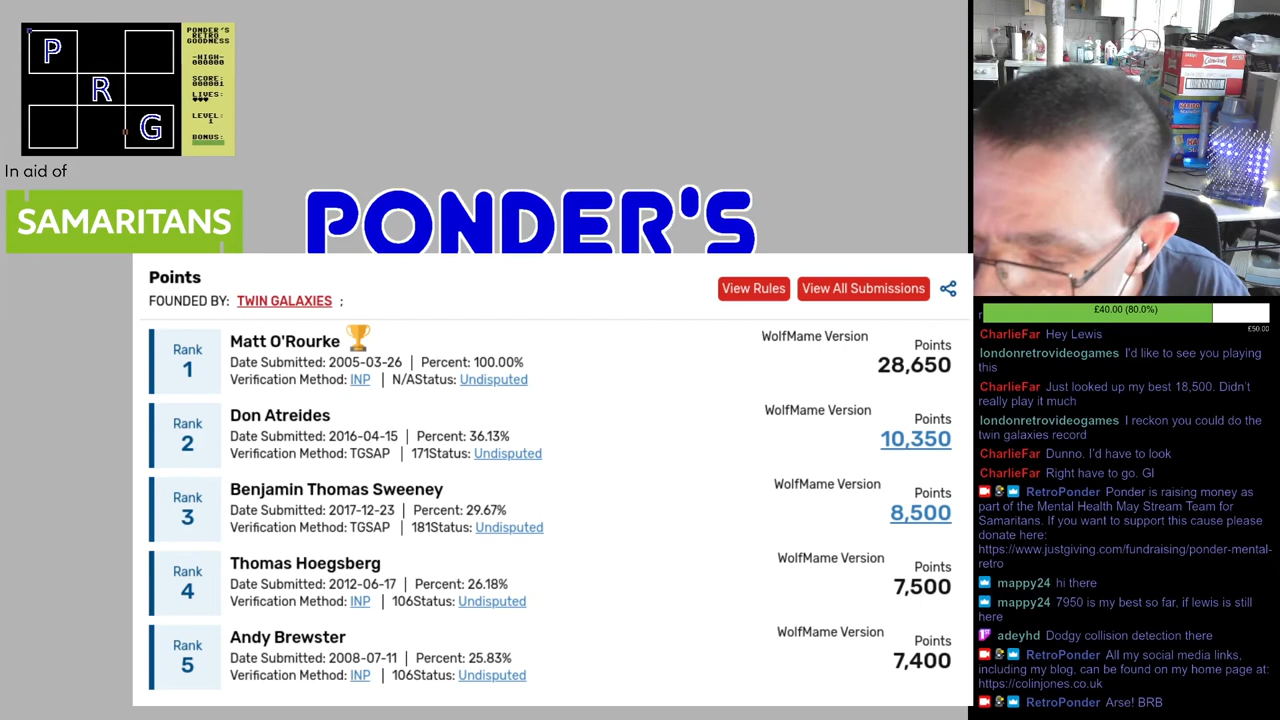 P
R
G
PONDER'S
RETRO
GOODNESS
-HIGH-
000000
SCORE:
000081
LIVES:
♥♥♥
LEVEL:
1
BONUS:
In aid of
SAMARITANS
PONDER'S
Points
FOUNDED BY: TWIN GALAXIES ;
View Rules
View All Submissions
Rank
1
Matt O'Rourke
Date Submitted: 2005-03-26 | Percent: 100.00%
Verification Method: INP | N/AStatus: Undisputed
WolfMame Version
Points
28,650
Rank
2
Don Atreides
Date Submitted: 2016-04-15 | Percent: 36.13%
Verification Method: TGSAP | 171Status: Undisputed
WolfMame Version
Points
10,350
Rank
3
Benjamin Thomas Sweeney
Date Submitted: 2017-12-23 | Percent: 29.67%
Verification Method: TGSAP | 181Status: Undisputed
WolfMame Version
Points
8,500
Rank
4
Thomas Hoegsberg
Date Submitted: 2012-06-17 | Percent: 26.18%
Verification Method: INP | 106Status: Undisputed
WolfMame Version
Points
7,500
Rank
5
Andy Brewster
Date Submitted: 2008-07-11 | Percent: 25.83%
Verification Method: INP | 106Status: Undisputed
WolfMame Version
Points
7,400
£40.00 (80.0%)
£50.00
CharlieFar Hey Lewis
londonretrovideogames I'd like to see you playing
this
CharlieFar Just looked up my best 18,500. Didn't
really play it much
londonretrovideogames I reckon you could do the
twin galaxies record
CharlieFar Dunno. I'd have to look
CharlieFar Right have to go. Gl
RetroPonder Ponder is raising money as
part of the Mental Health May Stream Team for
Samaritans. If you want to support this cause please
donate here:
https://www.justgiving.com/fundraising/ponder-mental-
retro
mappy24 hi there
mappy24 7950 is my best so far, if lewis is still
here
adeyhd Dodgy collision detection there
RetroPonder All my social media links,
including my blog, can be found on my home page at:
https://colinjones.co.uk
RetroPonder Arse! BRB